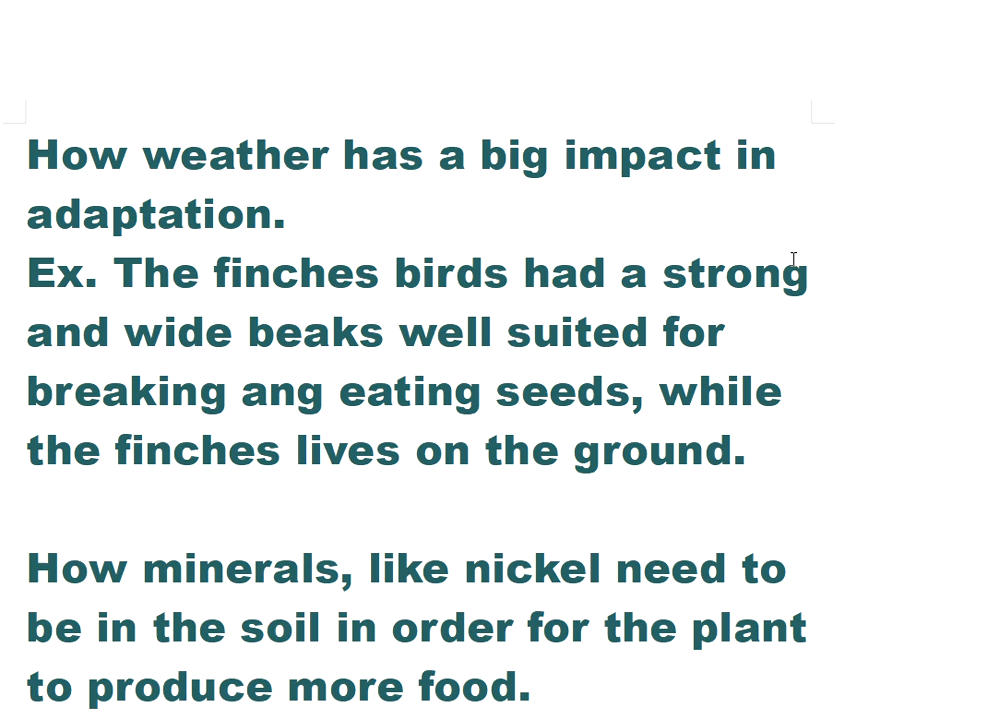 How weather has a big impact in
adaptation.
Ex. The finches birds had a strong
and wide beaks well suited for
breaking ang eating seeds, while
the finches lives on the ground.
How minerals, like nickel need to
be in the soil in order for the plant
to produce more food.